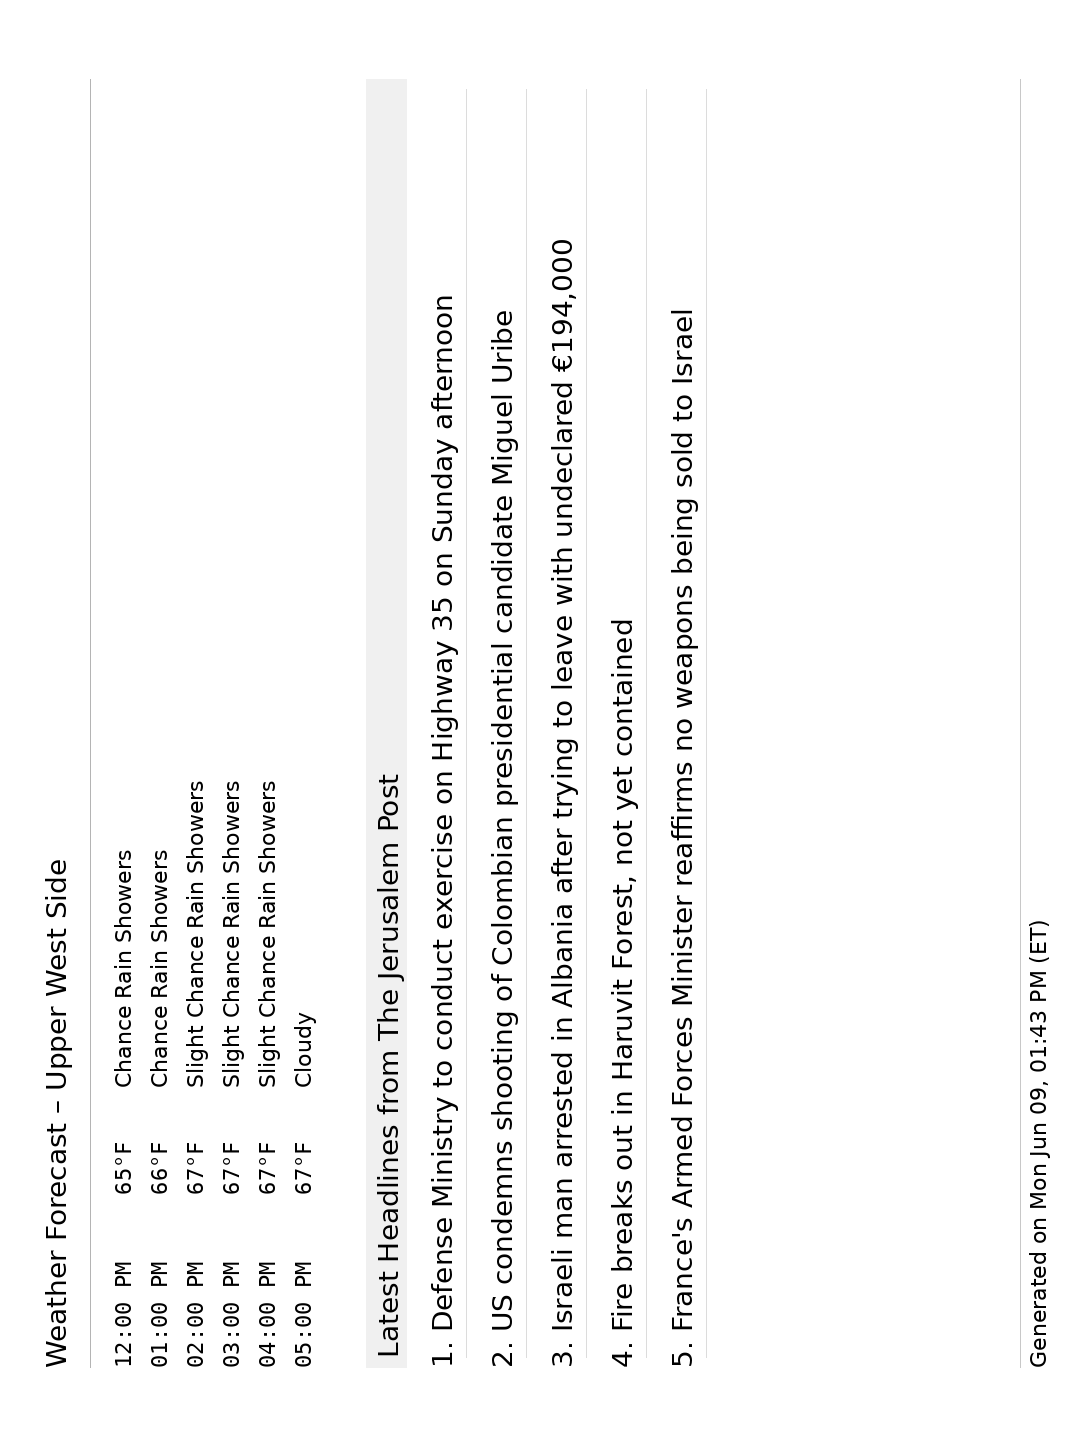 Weather Forecast – Upper West Side
12:00 PM 65°F Chance Rain Showers
01:00 PM 66°F Chance Rain Showers
02:00 PM 67°F Slight Chance Rain Showers
03:00 PM 67°F Slight Chance Rain Showers
04:00 PM 67°F Slight Chance Rain Showers
05:00 PM 67°F Cloudy
Latest Headlines from The Jerusalem Post
1. Defense Ministry to conduct exercise on Highway 35 on Sunday afternoon
2. US condemns shooting of Colombian presidential candidate Miguel Uribe
3. Israeli man arrested in Albania after trying to leave with undeclared €194,000
4. Fire breaks out in Haruvit Forest, not yet contained
5. France's Armed Forces Minister reaffirms no weapons being sold to Israel
Generated on Mon Jun 09, 01:43 PM (ET)